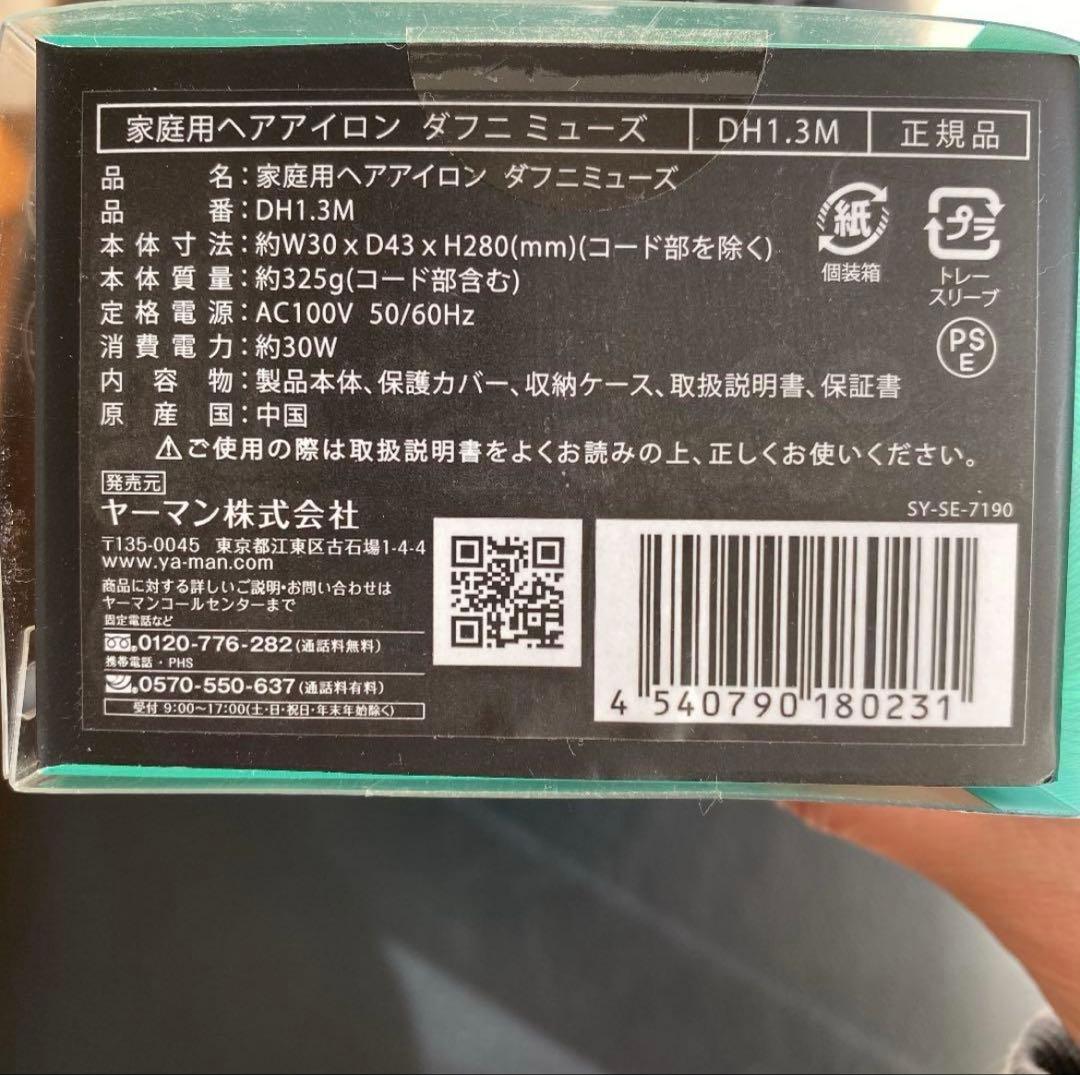 家庭用ヘアアイロン ダフニ ミューズ DH1.3M 正規品
品名：家庭用ヘアアイロン ダフニミューズ
品番：DH1.3M
本体寸法：約W30 x D43 x H280(mm)(コード部を除く)
本体質量：約325g(コード部含む)
定格電源：AC100V 50/60Hz
消費電力：約30W
内容物：製品本体、保護カバー、収納ケース、取扱説明書、保証書
原産国：中国
紙
個装箱
プラ
トレー
スリーブ
PS
E
⚠ご使用の際は取扱説明書をよくお読みの上、正しくお使いください。
発売元
ヤーマン株式会社
〒135-0045 東京都江東区古石場1-4-4
www.ya-man.com
商品に対する詳しいご説明・お問い合わせは
ヤーマンコールセンターまで
固定電話など
0120-776-282(通話料無料)
携帯電話・PHS
0570-550-637(通話料有料)
受付 9:00〜17:00(土・日・祝日・年末年始除く)
SY-SE-7190
4 540790 180231